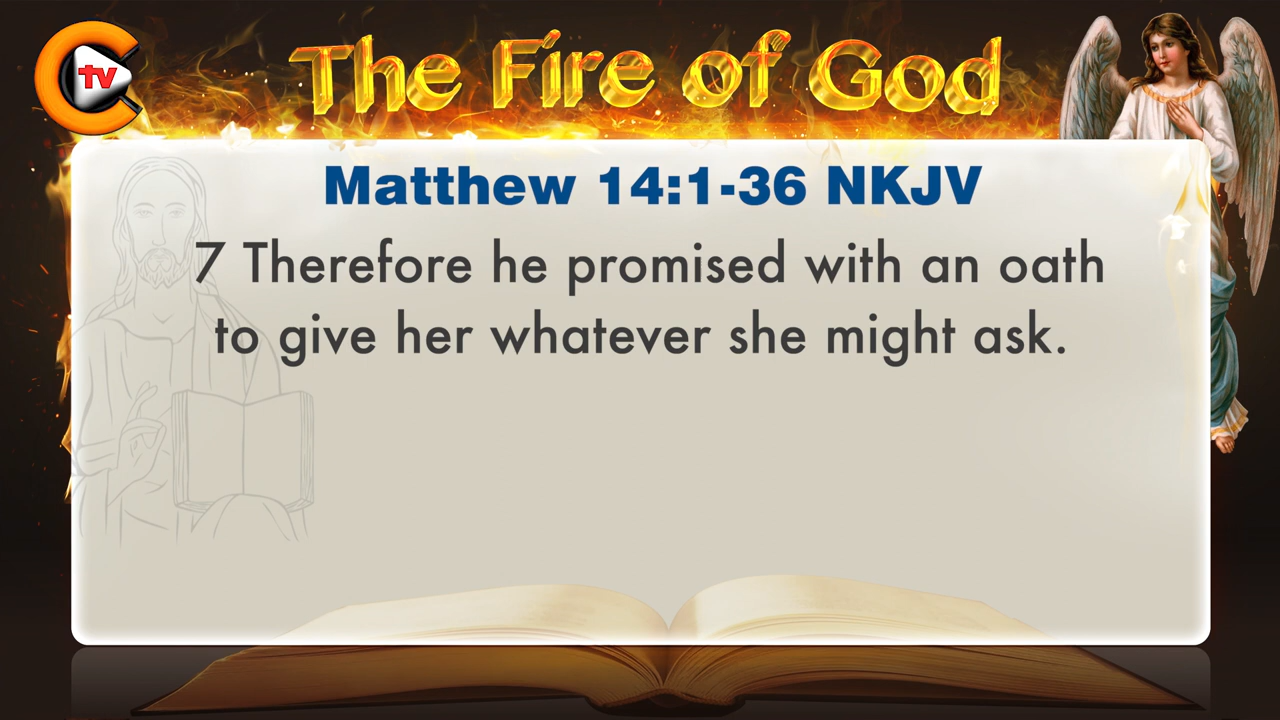 tv
The Fire of God
Matthew 14:1-36 NKJV
7 Therefore he promised with an oath
to give her whatever she might ask.